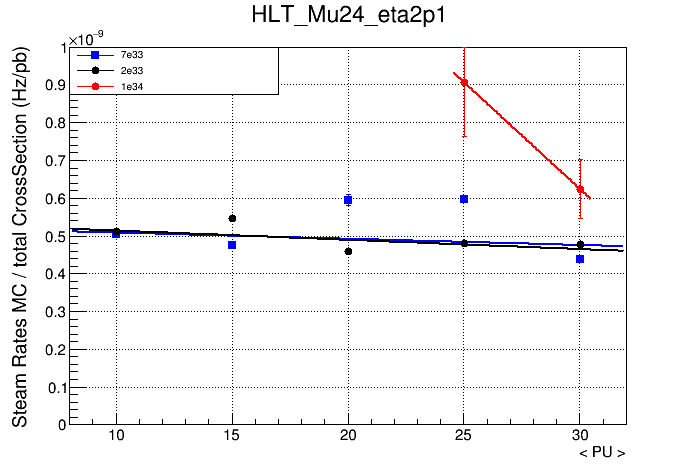 HLT_Mu24_eta2p1
×10⁻⁹
Steam Rates MC / total CrossSection (Hz/pb)
7e33
2e33
1e34
1
0.9
0.8
0.7
0.6
0.5
0.4
0.3
0.2
0.1
0
10 15 20 25 30
< PU >